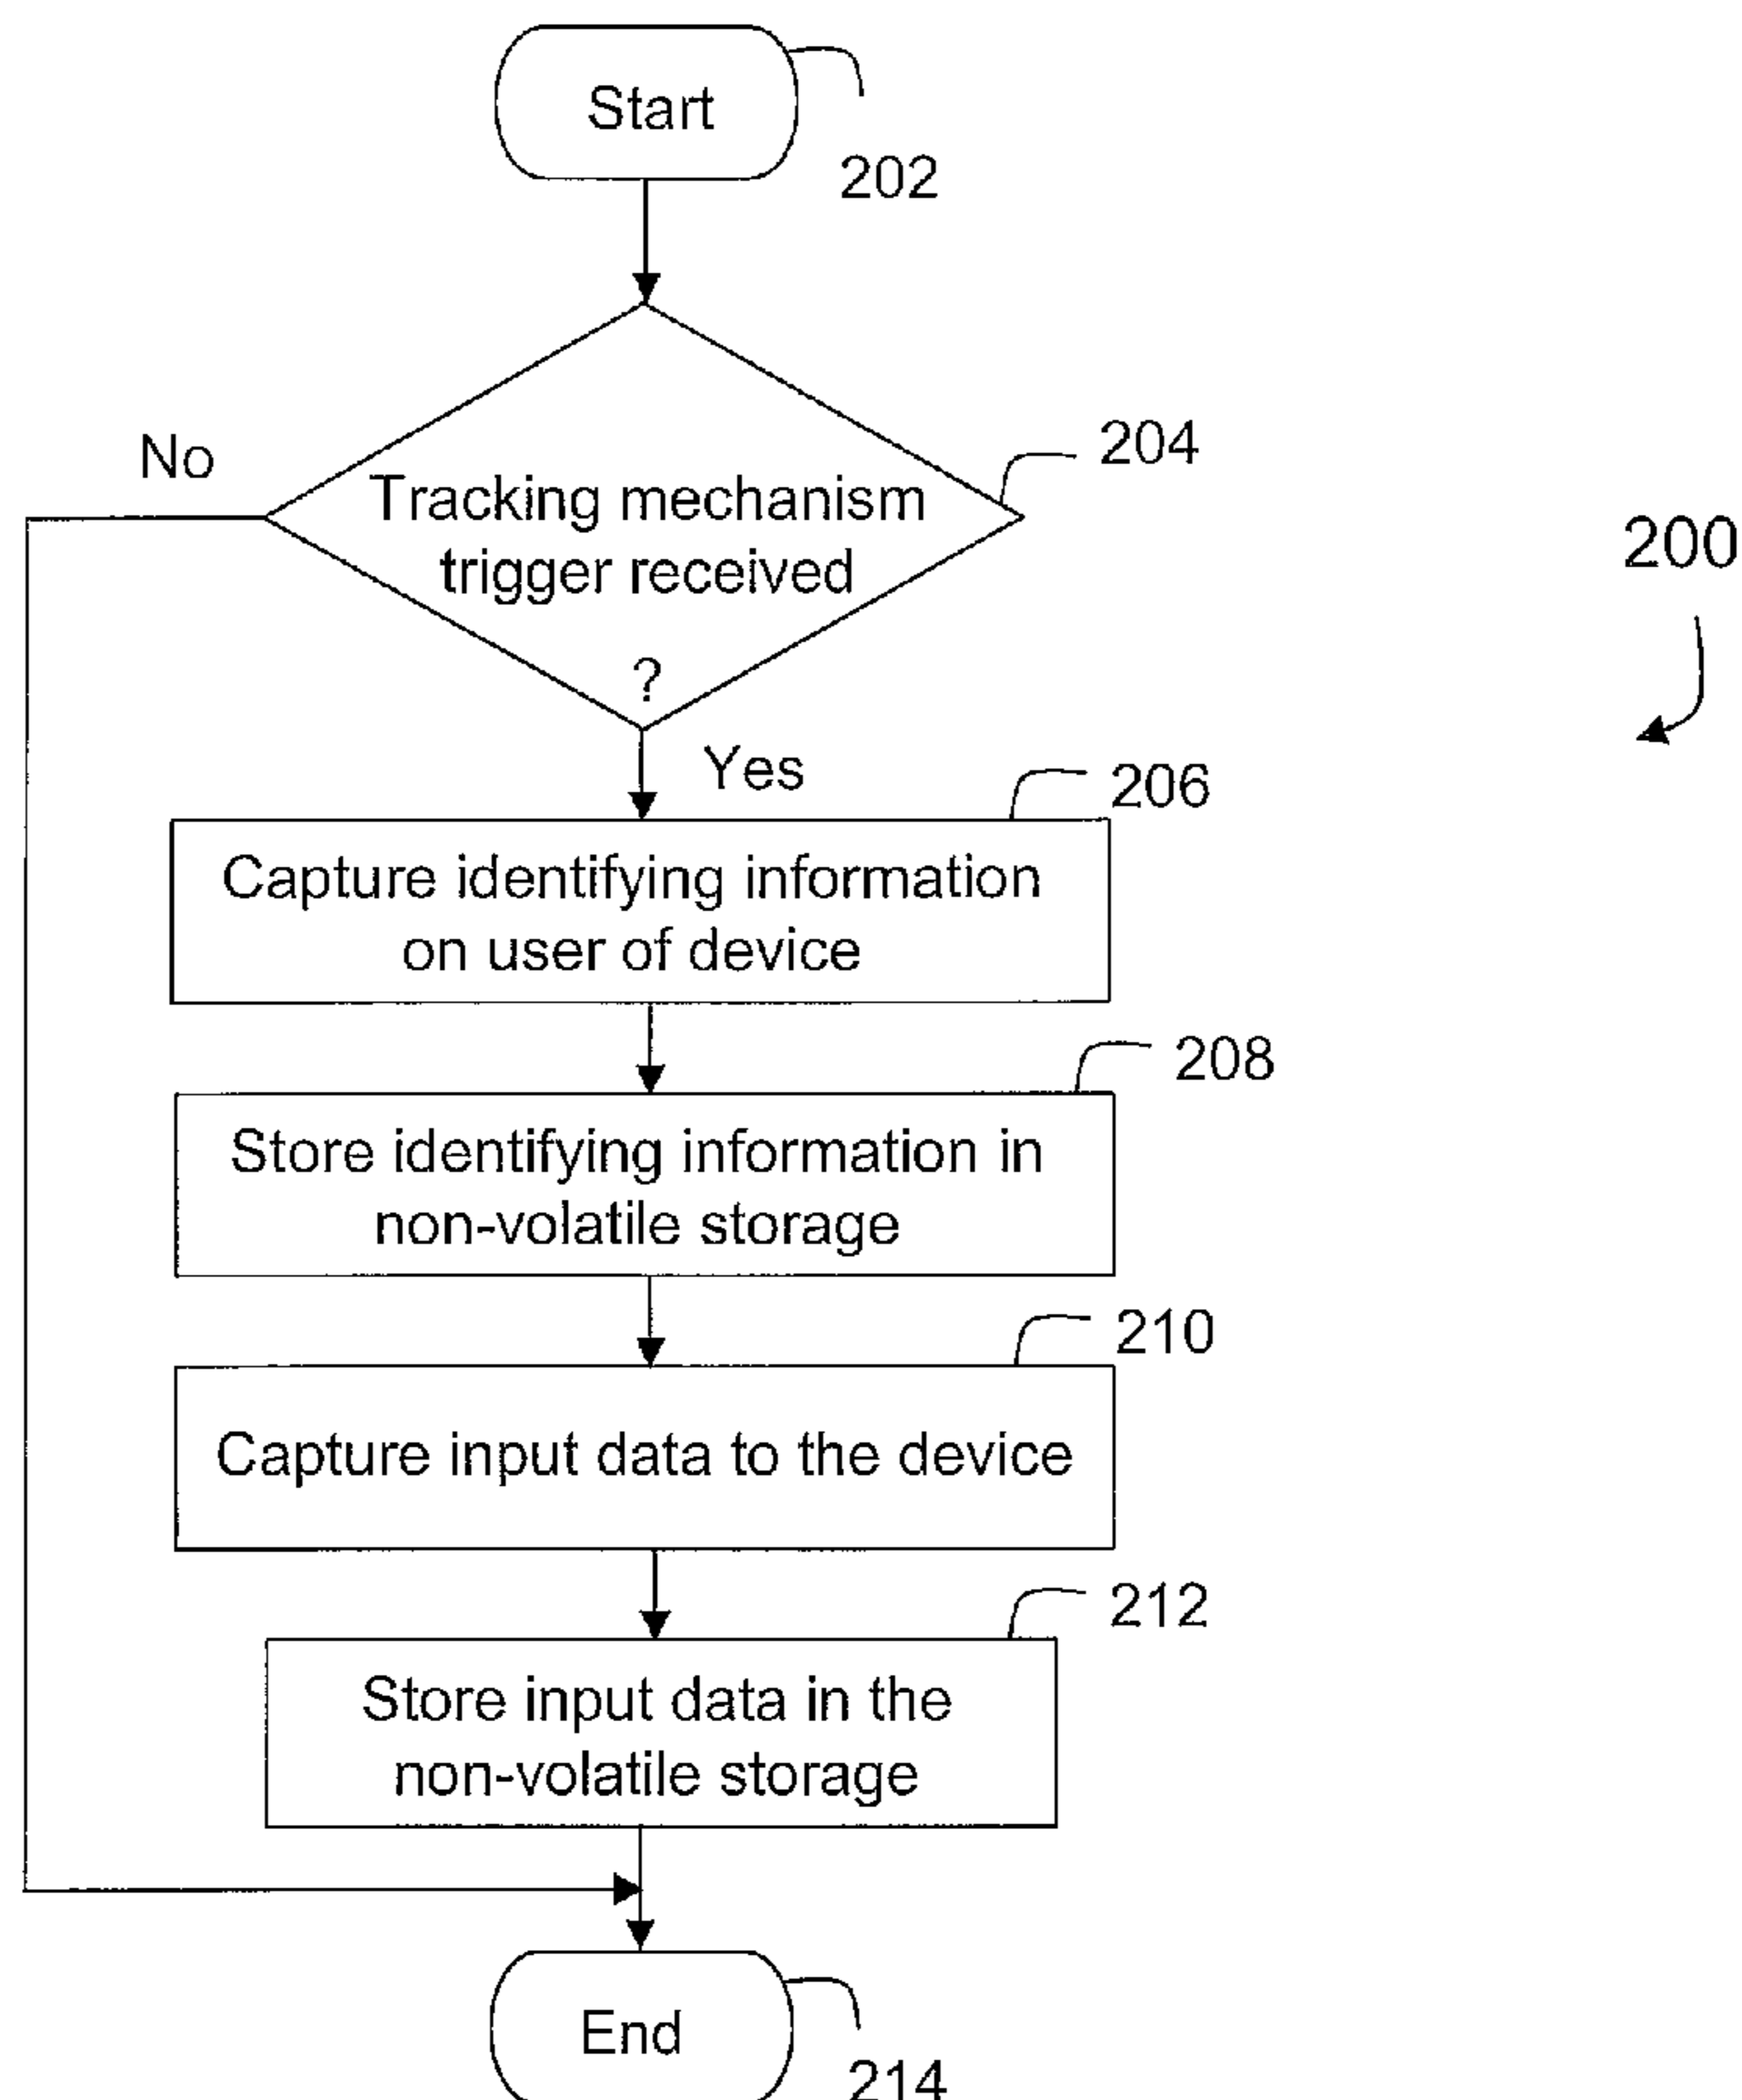 Start
202
No
204
Tracking mechanism
trigger received
?
200
Yes
206
Capture identifying information
on user of device
208
Store identifying information in
non-volatile storage
210
Capture input data to the device
212
Store input data in the
non-volatile storage
End
214